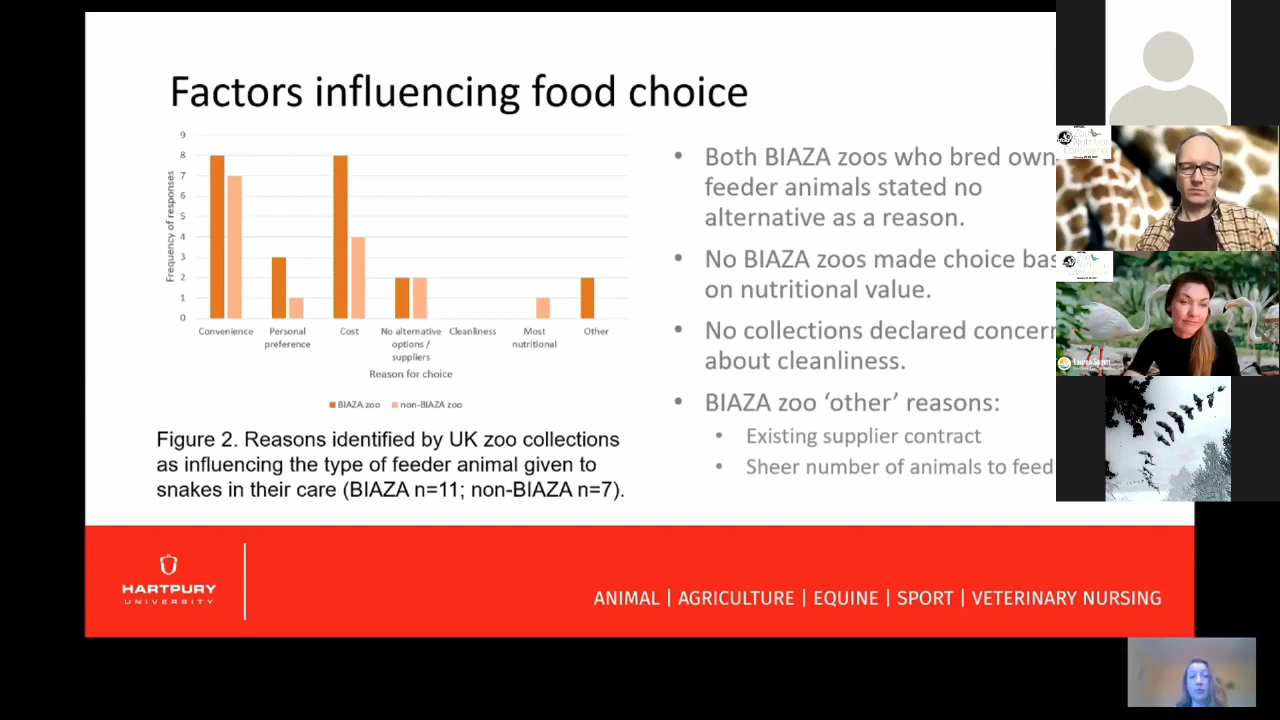 Factors influencing food choice
9
8
7
6
5
4
3
2
1
0
Frequency of responses
Convenience
Personal
preference
Cost
No alternative
options /
suppliers
Cleanliness
Most
nutritional
Other
Reason for choice
BIAZA zoo
non-BIAZA zoo
Figure 2. Reasons identified by UK zoo collections
as influencing the type of feeder animal given to
snakes in their care (BIAZA n=11; non-BIAZA n=7).
• Both BIAZA zoos who bred own
feeder animals stated no
alternative as a reason.
• No BIAZA zoos made choice bas
on nutritional value.
• No collections declared concern
about cleanliness.
• BIAZA zoo ‘other’ reasons:
• Existing supplier contract
• Sheer number of animals to feed
HARTPURY
UNIVERSITY
ANIMAL | AGRICULTURE | EQUINE | SPORT | VETERINARY NURSING
Zoo
Nutrition
Conference